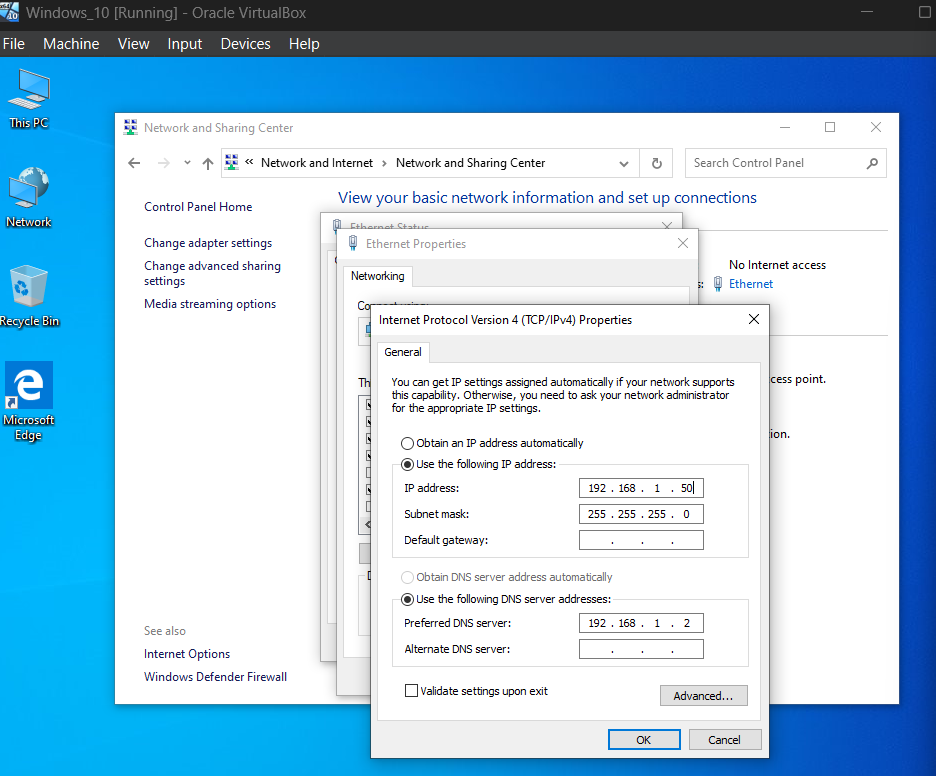 Windows_10 [Running] - Oracle VirtualBox
File Machine View Input Devices Help
This PC
Network
Recycle Bin
Microsoft
Edge
Network and Sharing Center
« Network and Internet › Network and Sharing Center
Search Control Panel
Control Panel Home
Change adapter settings
Change advanced sharing
settings
Media streaming options
See also
Internet Options
Windows Defender Firewall
View your basic network information and set up connections
No Internet access
Ethernet
cess point.
ion.
Ethernet Status
Ethernet Properties
Networking
Internet Protocol Version 4 (TCP/IPv4) Properties
General
You can get IP settings assigned automatically if your network supports
this capability. Otherwise, you need to ask your network administrator
for the appropriate IP settings.
Obtain an IP address automatically
Use the following IP address:
IP address: 192 . 168 . 1 . 50
Subnet mask: 255 . 255 . 255 . 0
Default gateway: . . .
Obtain DNS server address automatically
Use the following DNS server addresses:
Preferred DNS server: 192 . 168 . 1 . 2
Alternate DNS server: . . .
Validate settings upon exit
Advanced...
OK Cancel